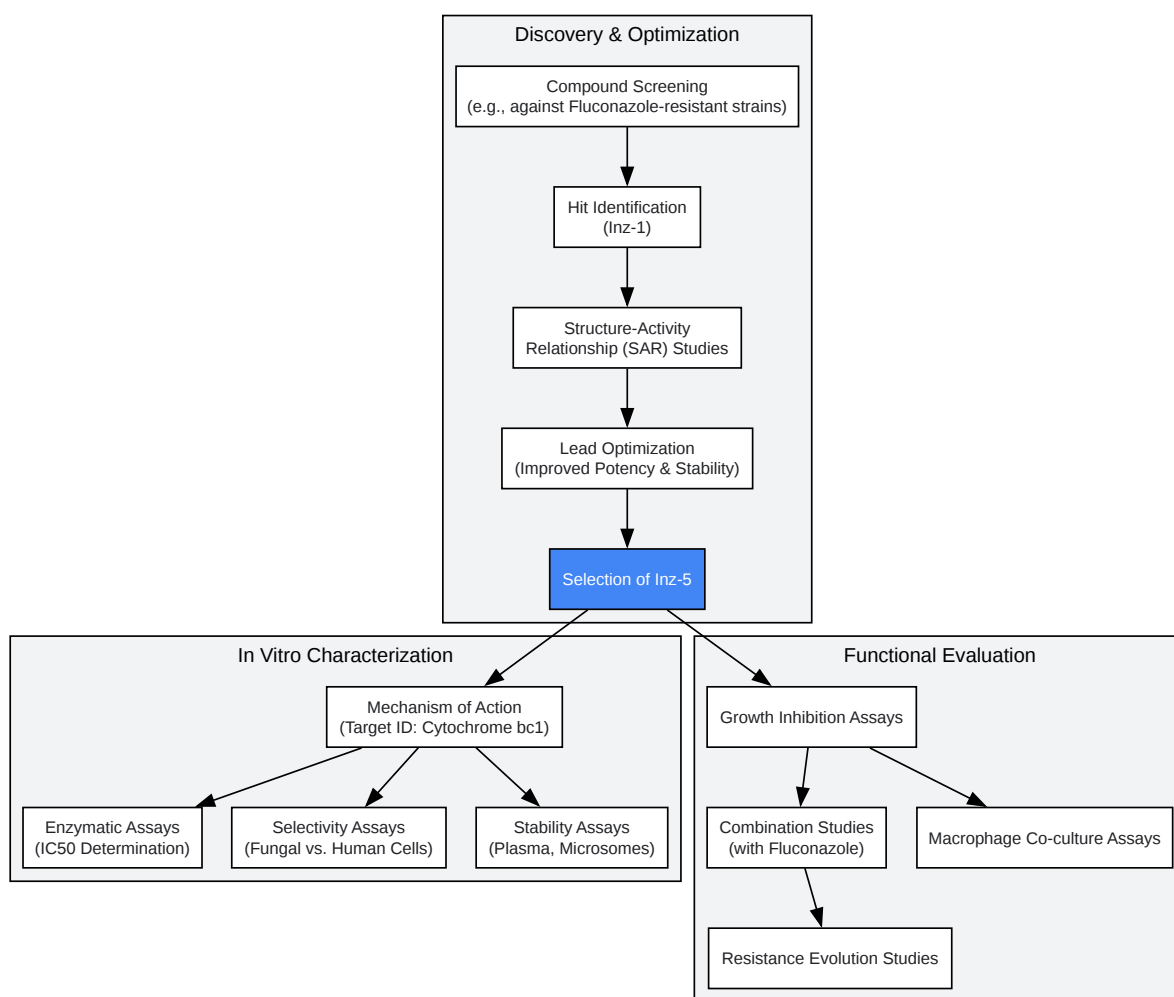 Discovery & Optimization
Compound Screening
(e.g., against Fluconazole-resistant strains)
Hit Identification
(Inz-1)
Structure-Activity
Relationship (SAR) Studies
Lead Optimization
(Improved Potency & Stability)
Selection of Inz-5
In Vitro Characterization
Mechanism of Action
(Target ID: Cytochrome bc1)
Enzymatic Assays
(IC50 Determination)
Selectivity Assays
(Fungal vs. Human Cells)
Stability Assays
(Plasma, Microsomes)
Functional Evaluation
Growth Inhibition Assays
Combination Studies
(with Fluconazole)
Macrophage Co-culture Assays
Resistance Evolution Studies